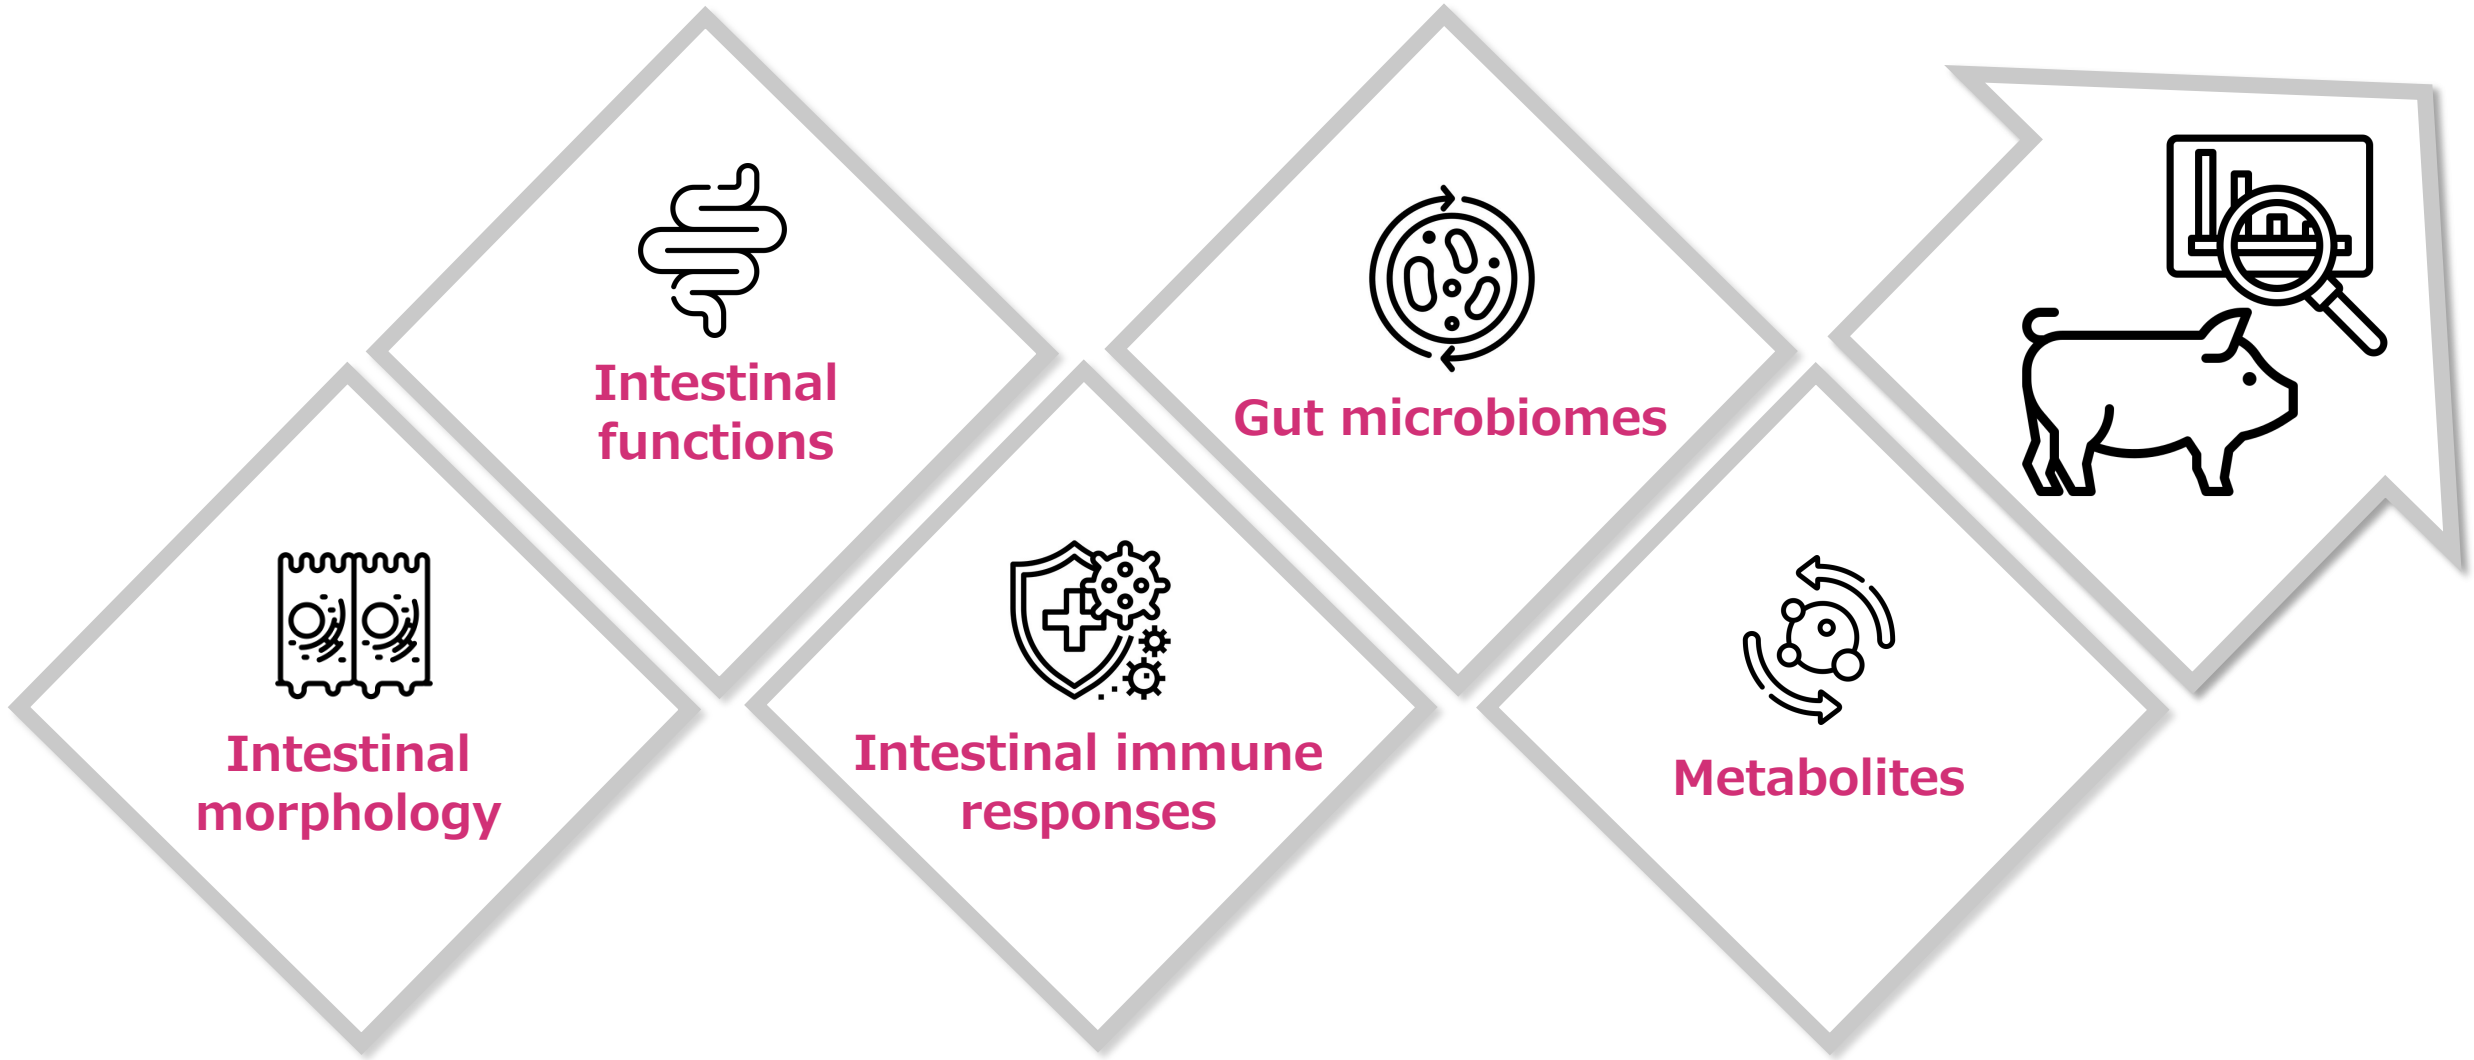 Intestinal
functions
Gut microbiomes
Intestinal
morphology
Intestinal immune
responses
Metabolites